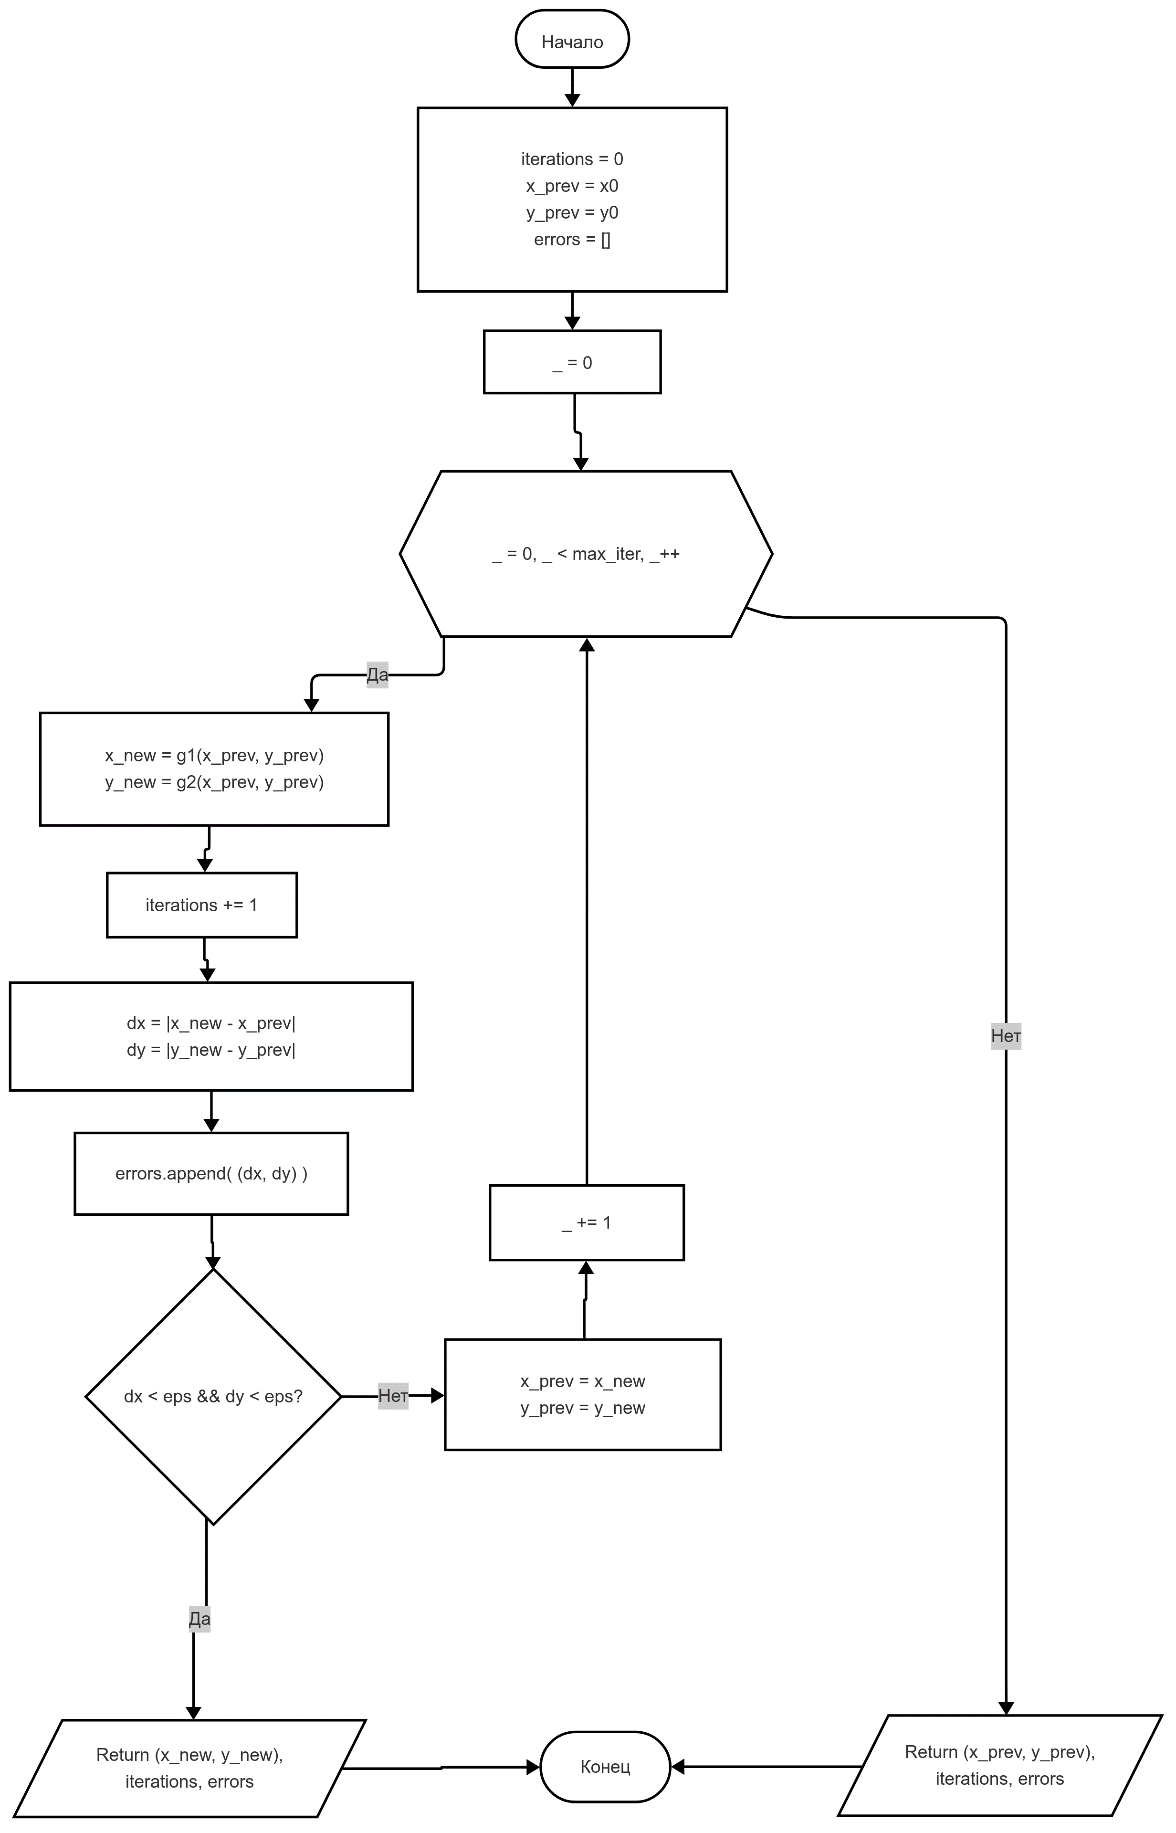 Начало
iterations = 0
x_prev = x0
y_prev = y0
errors = []
_ = 0
_ = 0, _ < max_iter, _++
Да
x_new = g1(x_prev, y_prev)
y_new = g2(x_prev, y_prev)
iterations += 1
dx = |x_new - x_prev|
dy = |y_new - y_prev|
Нет
errors.append( (dx, dy) )
_ += 1
dx < eps && dy < eps?
Нет
x_prev = x_new
y_prev = y_new
Да
Return (x_new, y_new),
iterations, errors
Конец
Return (x_prev, y_prev),
iterations, errors